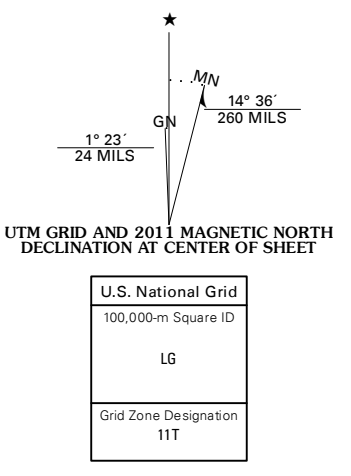 ★
MN
GN
14° 36´
260 MILS
1° 23´
24 MILS
UTM GRID AND 2011 MAGNETIC NORTH
DECLINATION AT CENTER OF SHEET
U.S. National Grid
100,000-m Square ID
LG
Grid Zone Designation
11T